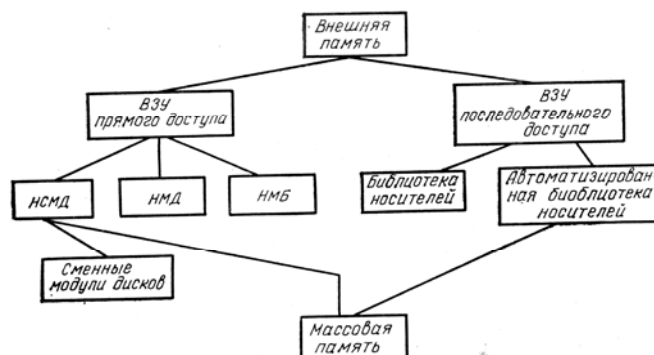 Внешняя
память
ВЗУ
прямого доступа
ВЗУ
последовательного
доступа
НСМД
НМД
НМБ
Библиотека
носителей
Автоматизирован
ная биоблцотека
носителей
Сменные
модули дисков
Массовая
память